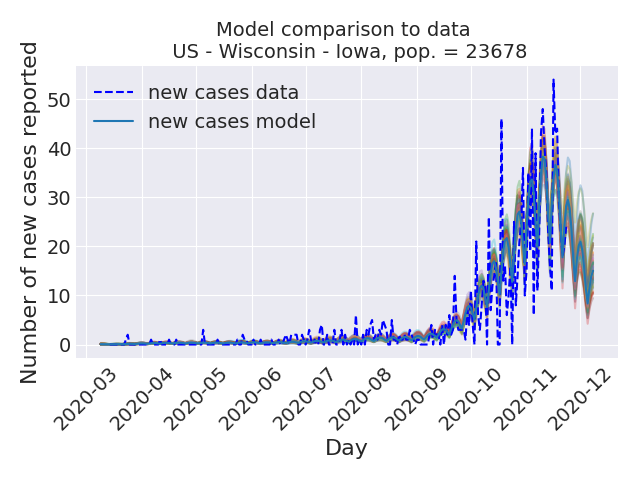 Model comparison to data
US - Wisconsin - Iowa, pop. = 23678
new cases data
new cases model
Number of new cases reported
50
40
30
20
10
0
2020-03
2020-04
2020-05
2020-06
2020-07
2020-08
2020-09
2020-10
2020-11
2020-12
Day